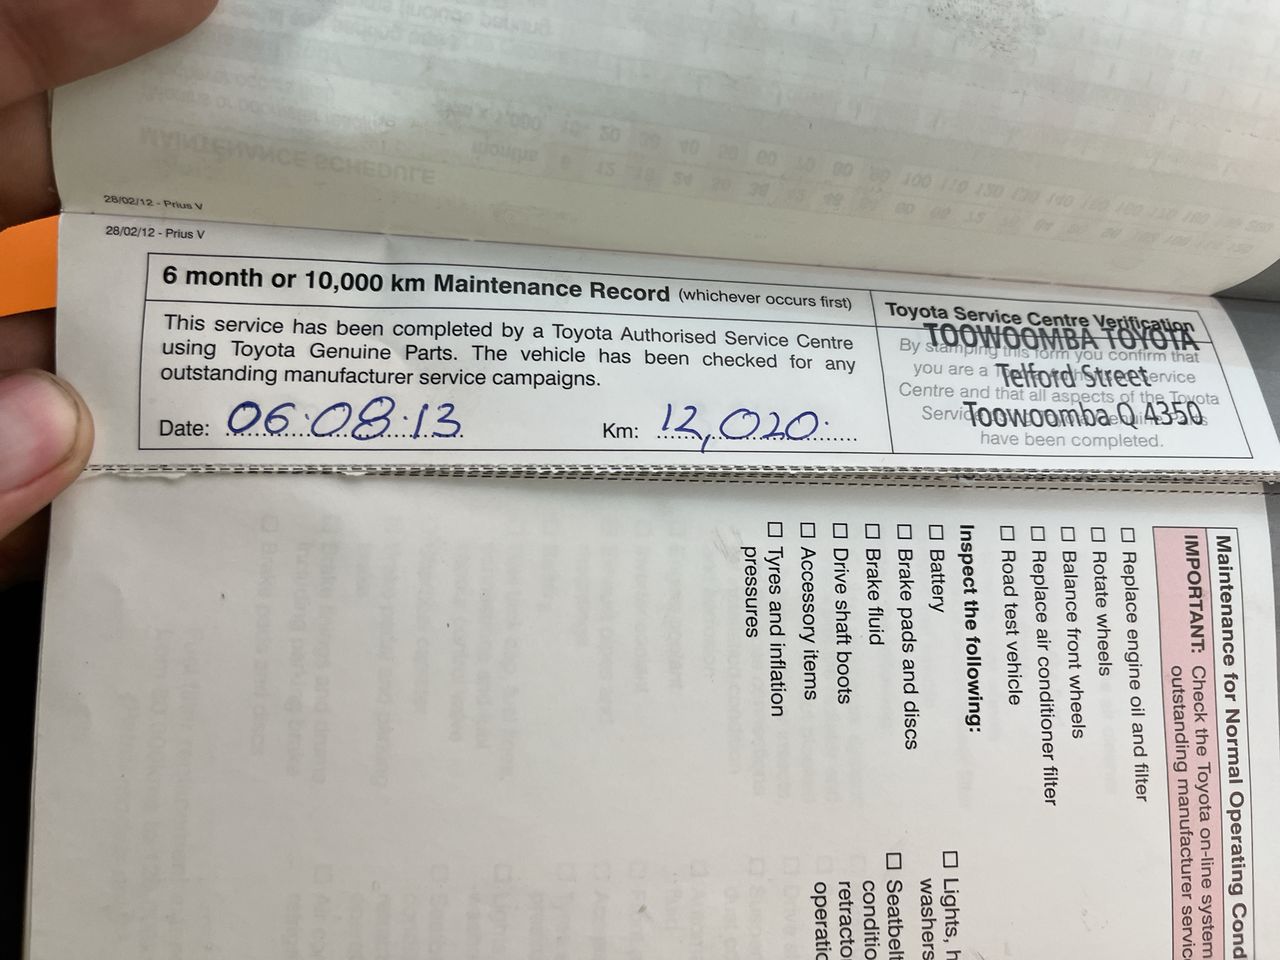 28/02/12 - Prius V
28/02/12 - Prius V
6 month or 10,000 km Maintenance Record (whichever occurs first)
This service has been completed by a Toyota Authorised Service Centre
using Toyota Genuine Parts. The vehicle has been checked for any
outstanding manufacturer service campaigns.
Date: 06.08.13
Km: 12,020.
Toyota Service Centre Verification
By stamping this form you confirm that
you are a
Centre and that all aspects of the Toyota
have been completed.
TOOWOOMBA TOYOTA
Telford Street
Toowoomba Q 4350
Maintenance for Normal Operating Cond
IMPORTANT: Check the Toyota on-line system
outstanding manufacturer servic
☐ Replace engine oil and filter
☐ Rotate wheels
☐ Balance front wheels
☐ Replace air conditioner filter
☐ Road test vehicle
Inspect the following:
☐ Battery
☐ Brake pads and discs
☐ Brake fluid
☐ Drive shaft boots
☐ Accessory items
☐ Tyres and inflation
pressures
☐ Lights, h
washers
☐ Seatbelt
conditio
retracto
operatio